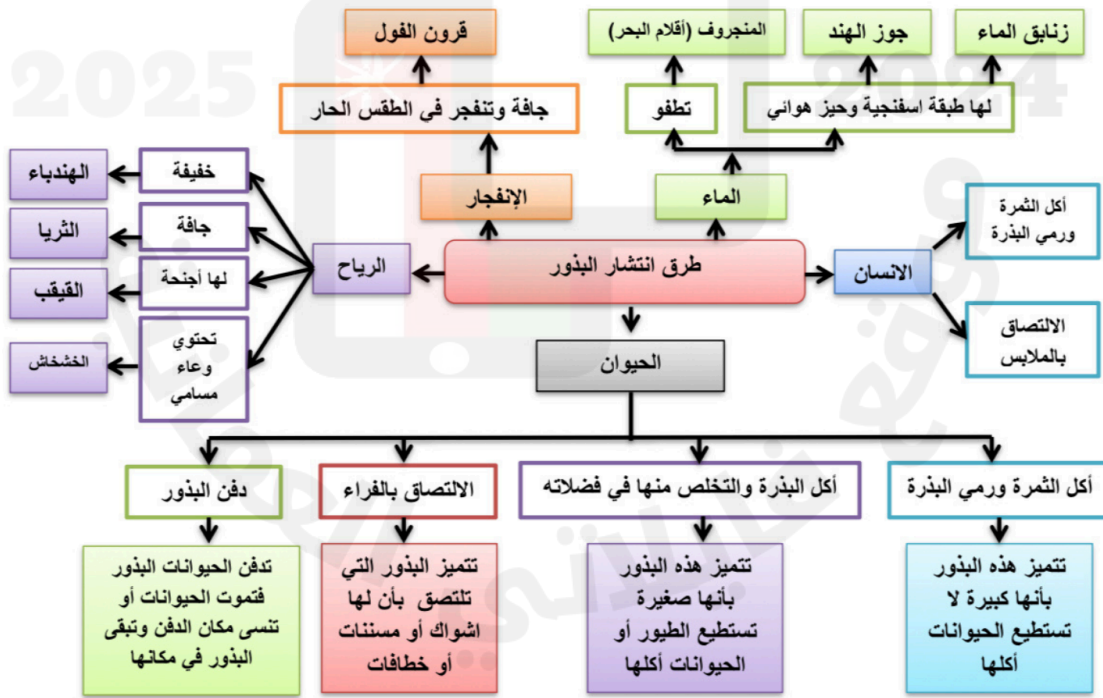 قرون الفول
المنجروف (أقلام البحر)
جوز الهند
زنابق الماء
2025
2024
جافة وتنفجر في الطقس الحار
تطفو
لها طبقة اسفنجية وحيز هوائي
الهندباء
خفيفة
الإنفجار
الماء
أكل الثمرة
ورمي البذرة
الثريا
جافة
الرياح
طرق انتشار البذور
الانسان
القيقب
لها أجنحة
الالتصاق
بالملابس
الخشخاش
تحتوي
وعاء
مسامي
الحيوان
أكل الثمرة ورمي البذرة
أكل البذرة والتخلص منها في فضلاته
الالتصاق بالفراء
دفن البذور
تتميز هذه البذور
بأنها كبيرة لا
تستطيع الحيوانات
أكلها
تتميز هذه البذور
بأنها صغيرة
تستطيع الطيور أو
الحيوانات أكلها
تتميز البذور التي
تلتصق بأن لها
اشواك أو مسننات
أو خطافات
تدفن الحيوانات البذور
فتموت الحيوانات أو
تنسى مكان الدفن وتبقى
البذور في مكانها
موقع